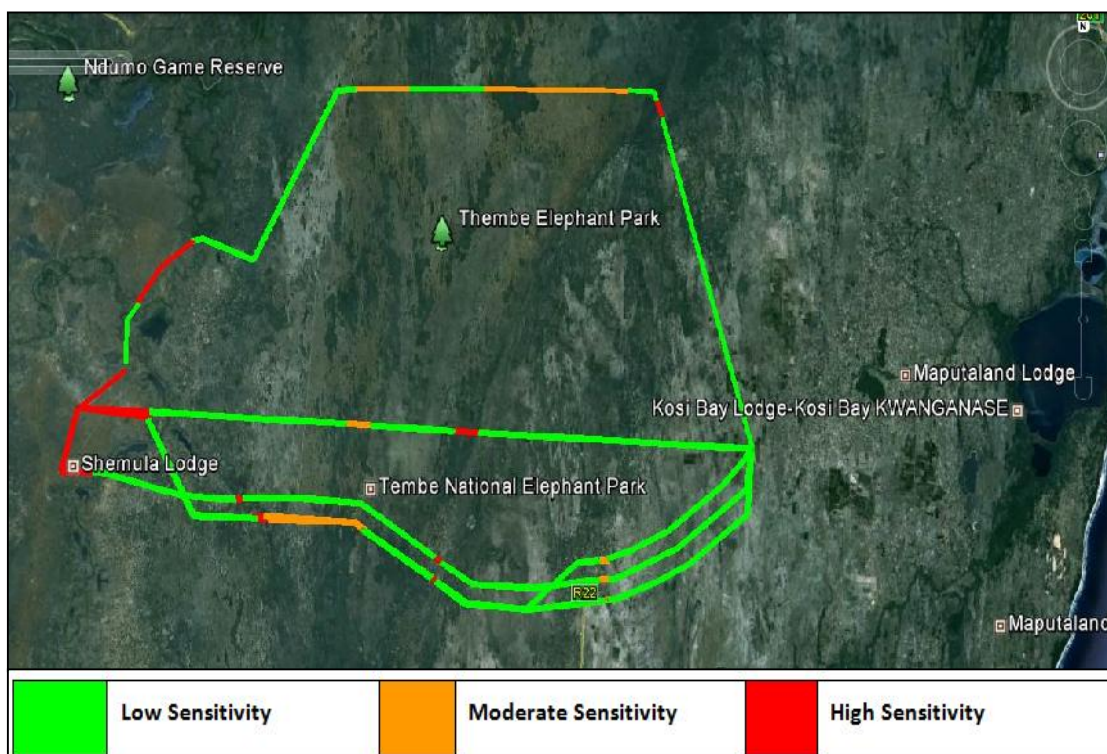 Ndumo Game Reserve
N
Thembe Elephant Park
Maputaland Lodge
Kosi Bay Lodge-Kosi Bay KWANGANASE
Shemula Lodge
Tembe National Elephant Park
R22
Maputaland
Low Sensitivity
Moderate Sensitivity
High Sensitivity